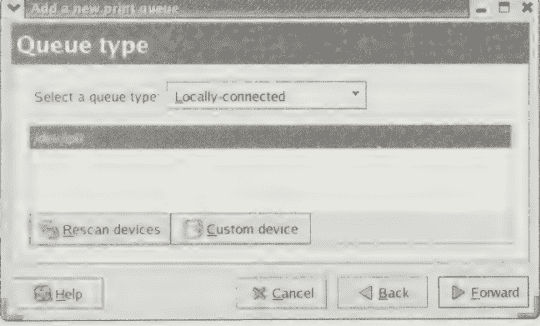 Add a new print queue
Queue type
Select a queue type Locally-connected
Rescan devices Custom device
Help Cancel Back Forward